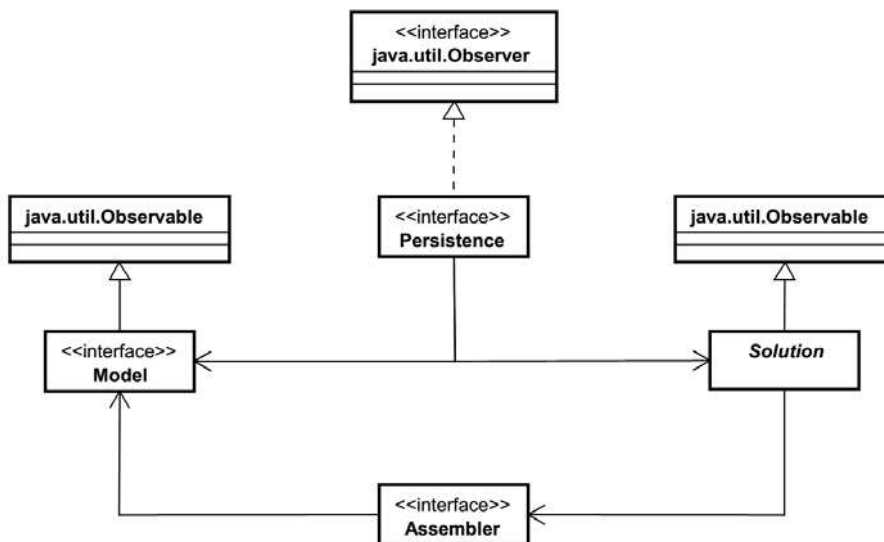 <<interface>>
java.util.Observer
java.util.Observable
<<interface>>
Persistence
java.util.Observable
<<interface>>
Model
Solution
<<interface>>
Assembler